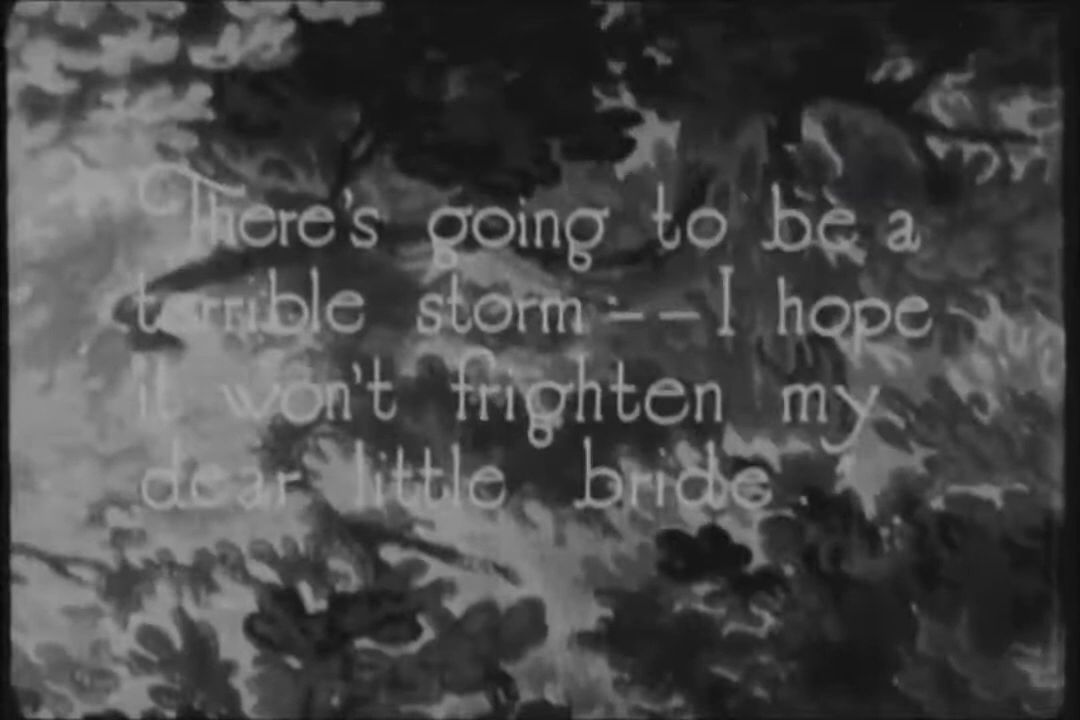 There's going to be a
terrible storm - -- I hope
it won't frighten my
dear little bride.